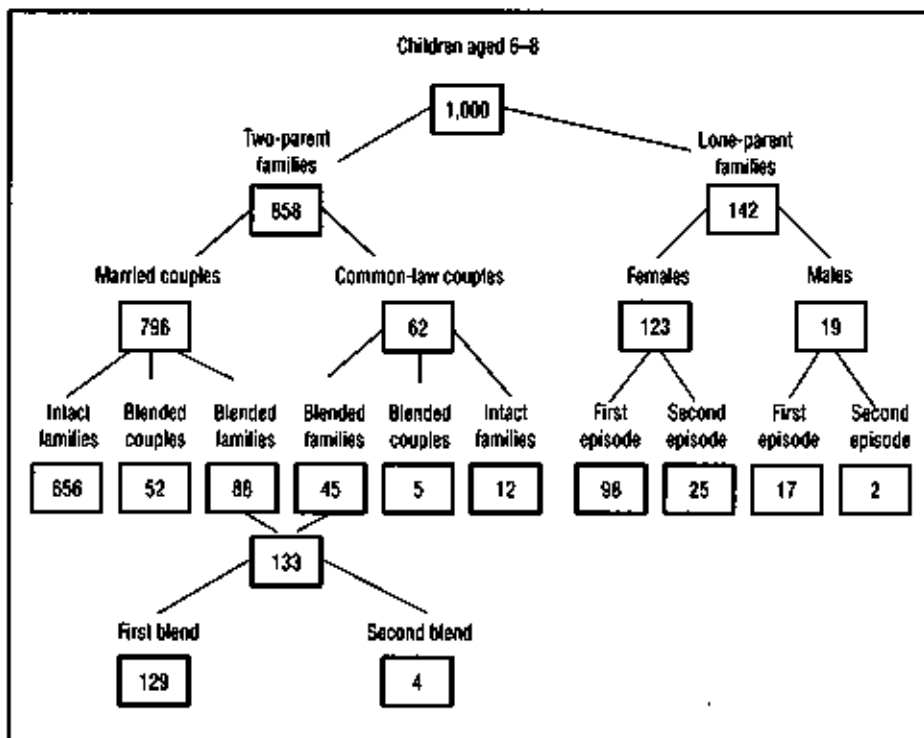 Children aged 6–8
1,000
Two-parent
families
Lone-parent
families
858
142
Married couples
Common-law couples
Females
Males
796
62
123
19
Intact
families
Blended
couples
Blended
families
Blended
families
Blended
couples
Intact
families
First
episode
Second
episode
First
episode
Second
episode
656
52
88
45
5
12
98
25
17
2
133
First blend
Second blend
129
4